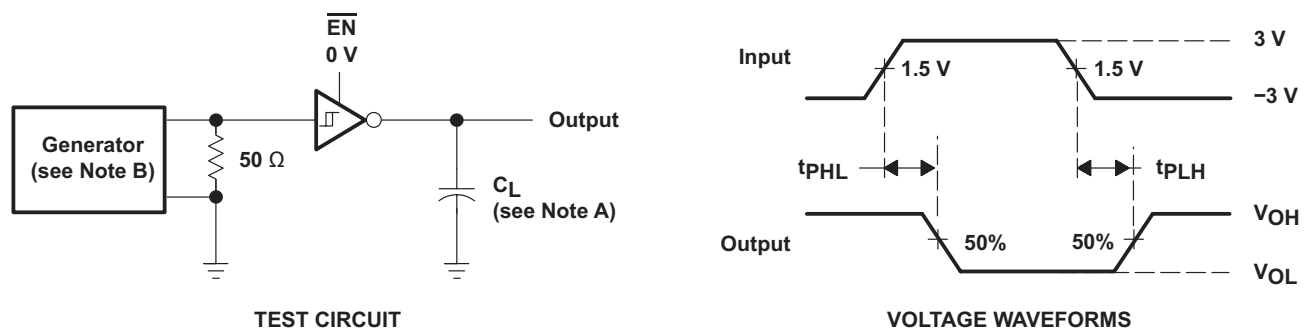 EN
0 V
Generator
(see Note B)
50 Ω
Output
CL
(see Note A)
TEST CIRCUIT
Input
1.5 V
1.5 V
3 V
−3 V
tPHL
tPLH
Output
50%
50%
VOH
VOL
VOLTAGE WAVEFORMS